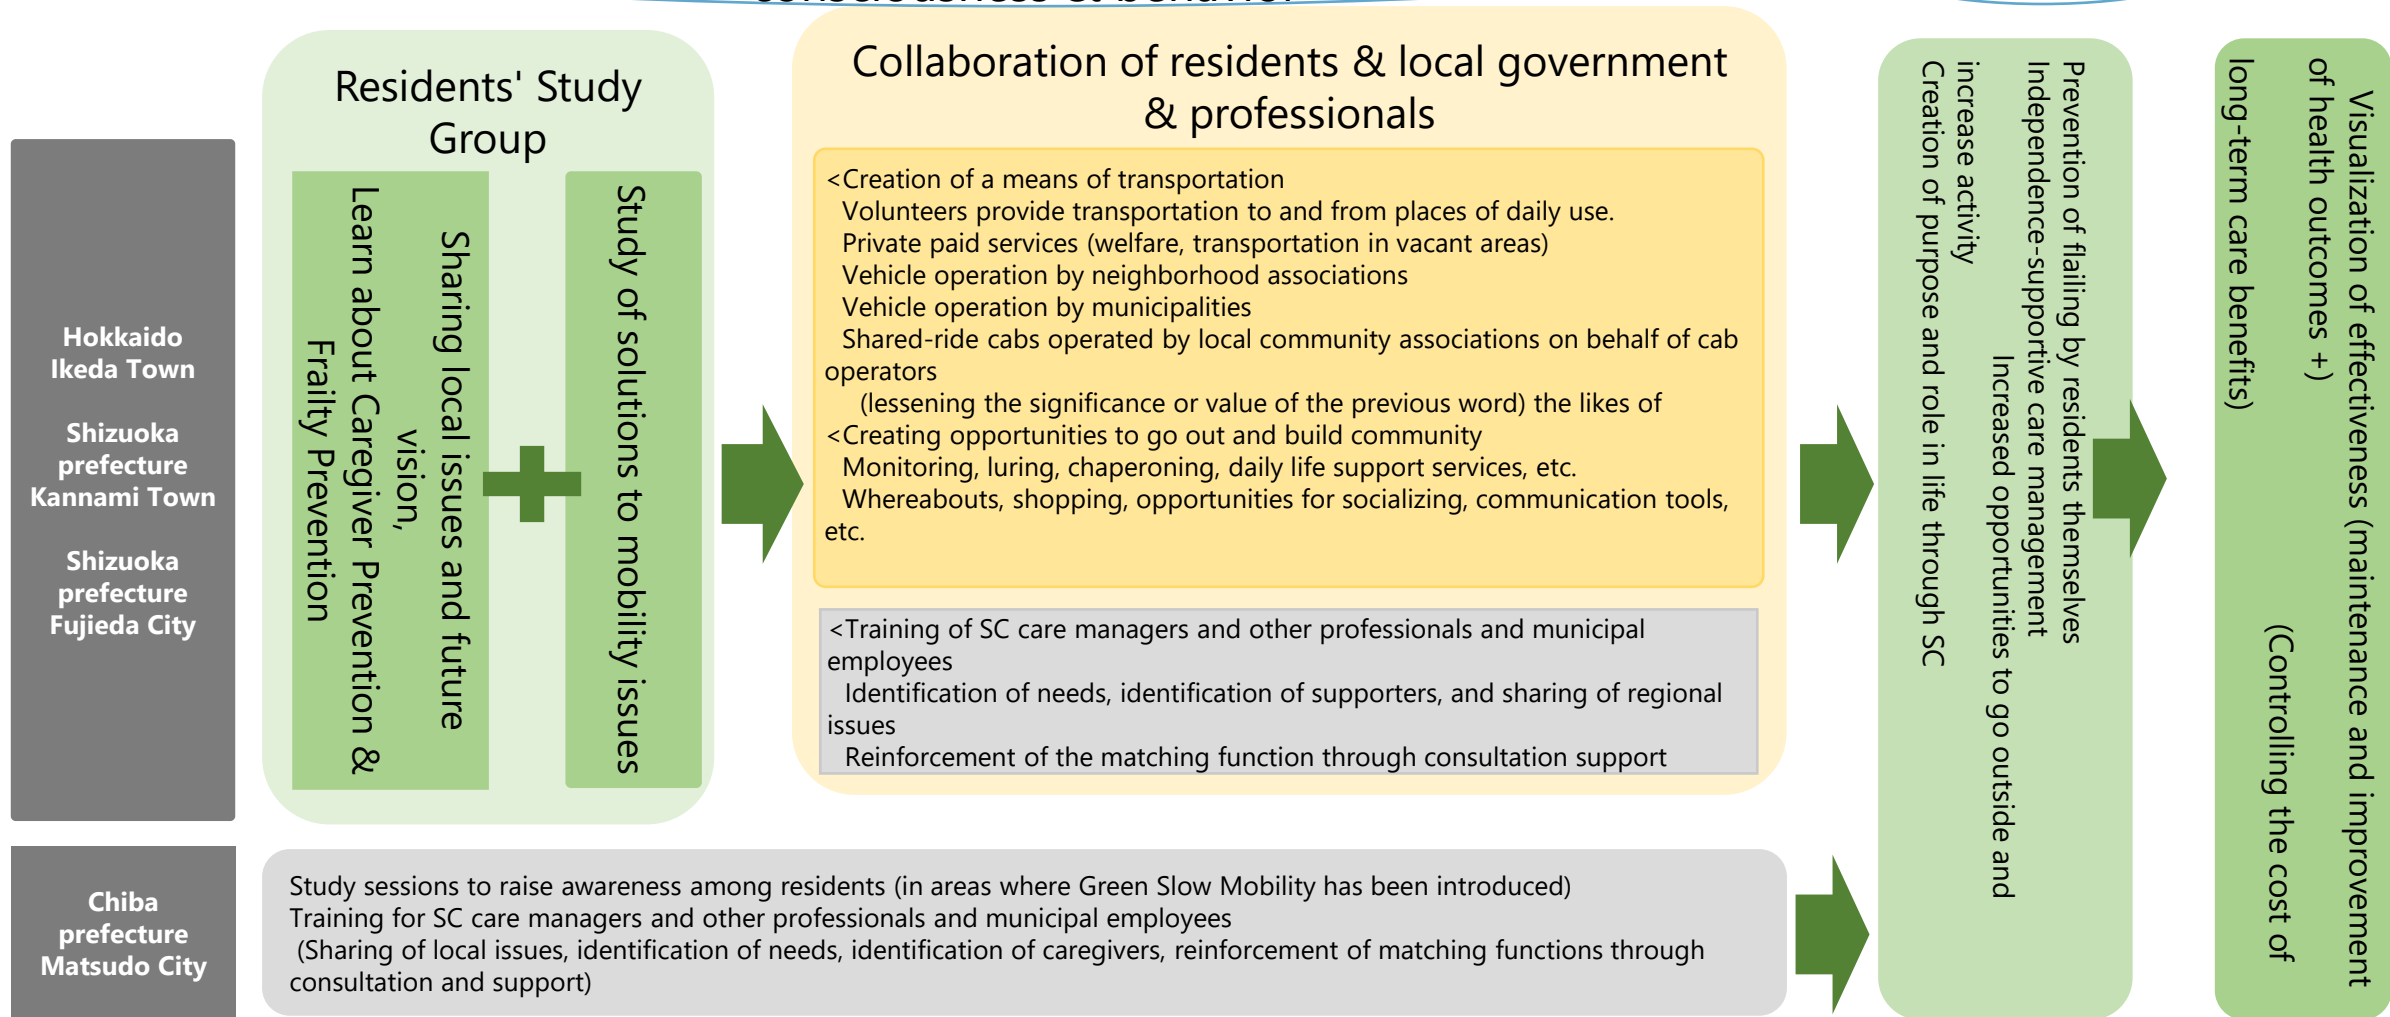 Hokkaido
Ikeda Town
Shizuoka
prefecture
Kannami Town
Shizuoka
prefecture
Fujieda City
Residents' Study
Group
Sharing local issues and future
vision,
Learn about Caregiver Prevention &
Frailty Prevention
Study of solutions to mobility issues
Collaboration of residents & local government
& professionals
<Creation of a means of transportation
Volunteers provide transportation to and from places of daily use.
Private paid services (welfare, transportation in vacant areas)
Vehicle operation by neighborhood associations
Vehicle operation by municipalities
Shared-ride cabs operated by local community associations on behalf of cab
operators
(lessening the significance or value of the previous word) the likes of
<Creating opportunities to go out and build community
Monitoring, luring, chaperoning, daily life support services, etc.
Whereabouts, shopping, opportunities for socializing, communication tools,
etc.
<Training of SC care managers and other professionals and municipal
employees
Identification of needs, identification of supporters, and sharing of regional
issues
Reinforcement of the matching function through consultation support
Prevention of flailing by residents themselves
Independence-supportive care management
Increased opportunities to go outside and
increase activity
Creation of purpose and role in life through SC
Visualization of effectiveness (maintenance and improvement
of health outcomes +)
(Controlling the cost of
long-term care benefits)
Chiba
prefecture
Matsudo City
Study sessions to raise awareness among residents (in areas where Green Slow Mobility has been introduced)
Training for SC care managers and other professionals and municipal employees
(Sharing of local issues, identification of needs, identification of caregivers, reinforcement of matching functions through
consultation and support)